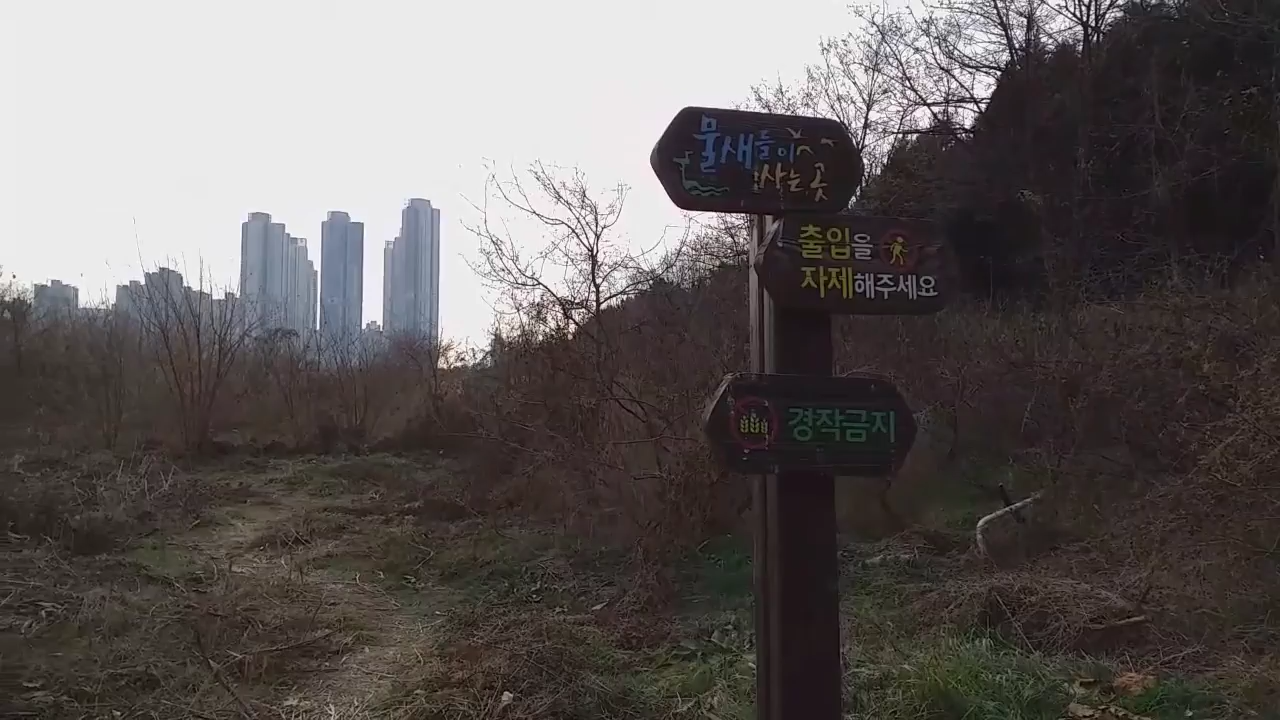 물새들이
사는 곳
출입을
자제해주세요
경작금지